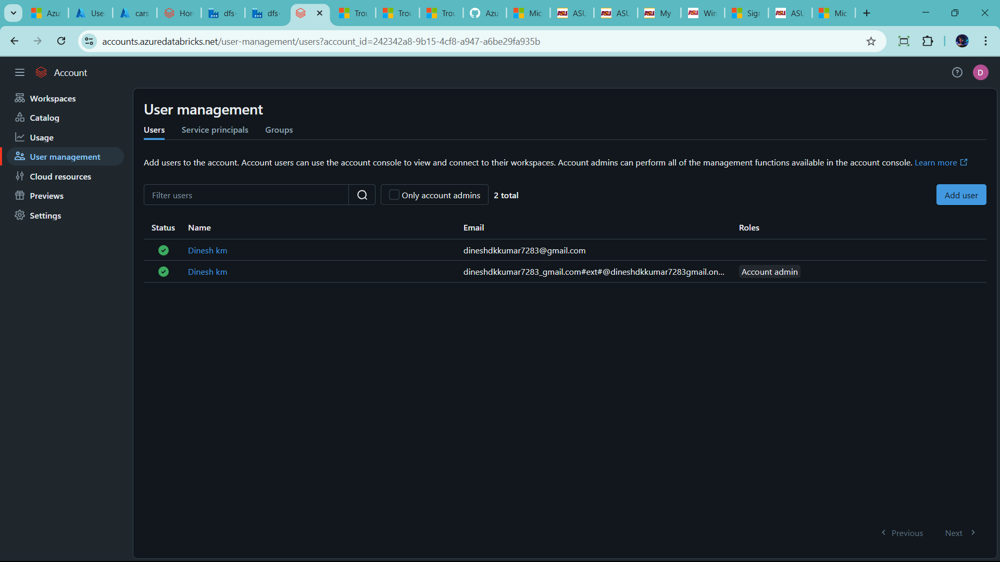 Azu
Use
cars
Hon
dfs-
dfs-
Trou
Trou
Trou
Azu
Mic
ASU
ASU
My
Win
Sign
ASU
Mic
accounts.azuredatabricks.net/user-management/users?account_id=242342a8-9b15-4cf8-a947-a6be29fa935b
Account
D
Workspaces
Catalog
Usage
User management
Cloud resources
Previews
Settings
User management
Users Service principals Groups
Add users to the account. Account users can use the account console to view and connect to their workspaces. Account admins can perform all of the management functions available in the account console. Learn more
Filter users
Only account admins
2 total
Add user
Status Name Email Roles
Dinesh km dineshdkkumar7283@gmail.com
Dinesh km dineshdkkumar7283_gmail.com#ext#@dineshdkkumar7283gmail.on... Account admin
Previous Next